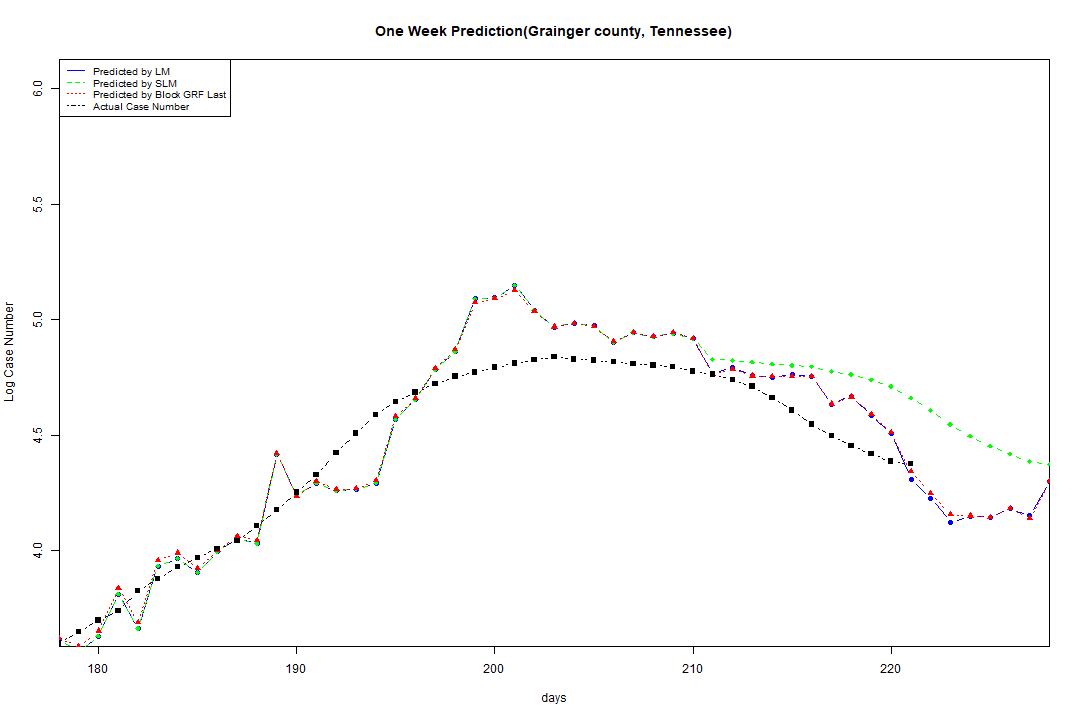 One Week Prediction(Grainger county, Tennessee)
Predicted by LM
Predicted by SLM
Predicted by Block GRF Last
Actual Case Number
6.0
5.5
5.0
4.5
4.0
Log Case Number
180 190 200 210 220
days